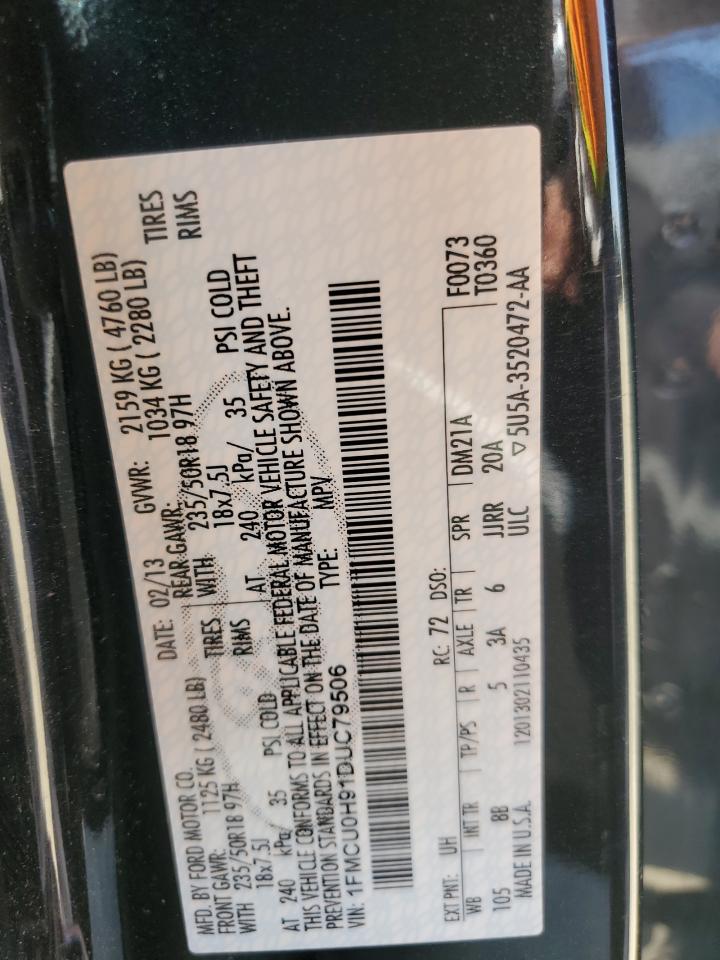 MFD. BY FORD MOTOR CO. DATE: 02/13 GVWR: 2159 KG ( 4760 LB)
FRONT GAWR: 1125 KG ( 2480 LB) REAR GAWR: 1034 KG ( 2280 LB)
WITH 235/50R18 97H TIRES WITH 235/50R18 97H TIRES
18x7.5J RIMS 18x7.5J RIMS
AT 240 kPa/ 35 PSI COLD AT 240 kPa/ 35 PSI COLD
THIS VEHICLE CONFORMS TO ALL APPLICABLE FEDERAL MOTOR VEHICLE SAFETY AND THEFT
PREVENTION STANDARDS IN EFFECT ON THE DATE OF MANUFACTURE SHOWN ABOVE.
VIN: 1FMCU0H91DUC79506 TYPE: MPV
EXT PNT: UH RC: 72 DSO: F0073
WB INT TR TP/PS R AXLE TR SPR DM21A T0360
105 8B 5 3A 6 JJRR 20A
MADE IN U.S.A. 1201302110435 ULC ▽5U5A-3520472-AA